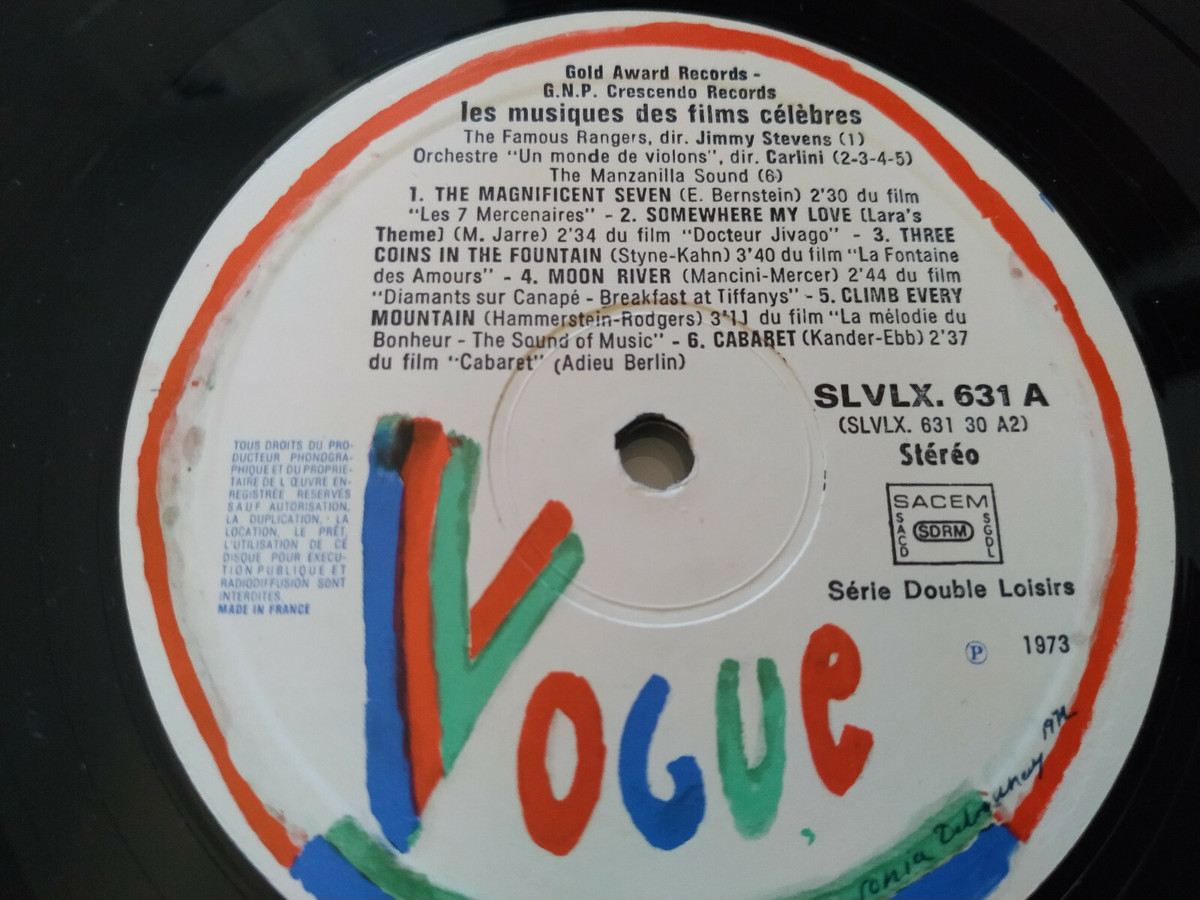 Gold Award Records -
G.N.P. Crescendo Records
les musiques des films célèbres
The Famous Rangers, dir. Jimmy Stevens (1)
Orchestre "Un monde de violons", dir. Carlini (2-3-4-5)
The Manzanilla Sound (6)
1. THE MAGNIFICENT SEVEN (E. Bernstein) 2'30 du film
"Les 7 Mercenaires" - 2. SOMEWHERE MY LOVE (Lara's
Theme) (M. Jarre) 2'34 du film "Docteur Jivago" - 3. THREE
COINS IN THE FOUNTAIN (Styne-Kahn) 3'40 du film "La Fontaine
des Amours" - 4. MOON RIVER (Mancini-Mercer) 2'44 du film
"Diamants sur Canapé - Breakfast at Tiffanys" - 5. CLIMB EVERY
MOUNTAIN (Hammerstein-Rodgers) 3'11 du film "La mélodie du
Bonheur - The Sound of Music" - 6. CABARET (Kander-Ebb) 2'37
du film "Cabaret" (Adieu Berlin)
SLVLX. 631 A
(SLVLX. 631 30 A2)
Stéréo
SACEM
SACD
SDRM
SGDL
Série Double Loisirs
℗ 1973
TOUS DROITS DU PRO-
DUCTEUR PHONOGRA-
PHIQUE ET DU PROPRIE-
TAIRE DE L'ŒUVRE EN-
REGISTRÉE RESERVÉS
SAUF AUTORISATION,
LA DUPLICATION, LA
LOCATION, LE PRÊT,
L'UTILISATION DE CE
DISQUE POUR EXÉCU-
TION PUBLIQUE ET
RADIODIFFUSION SONT
INTERDITES.
MADE IN FRANCE
VOGUE
Sonia Delaunay